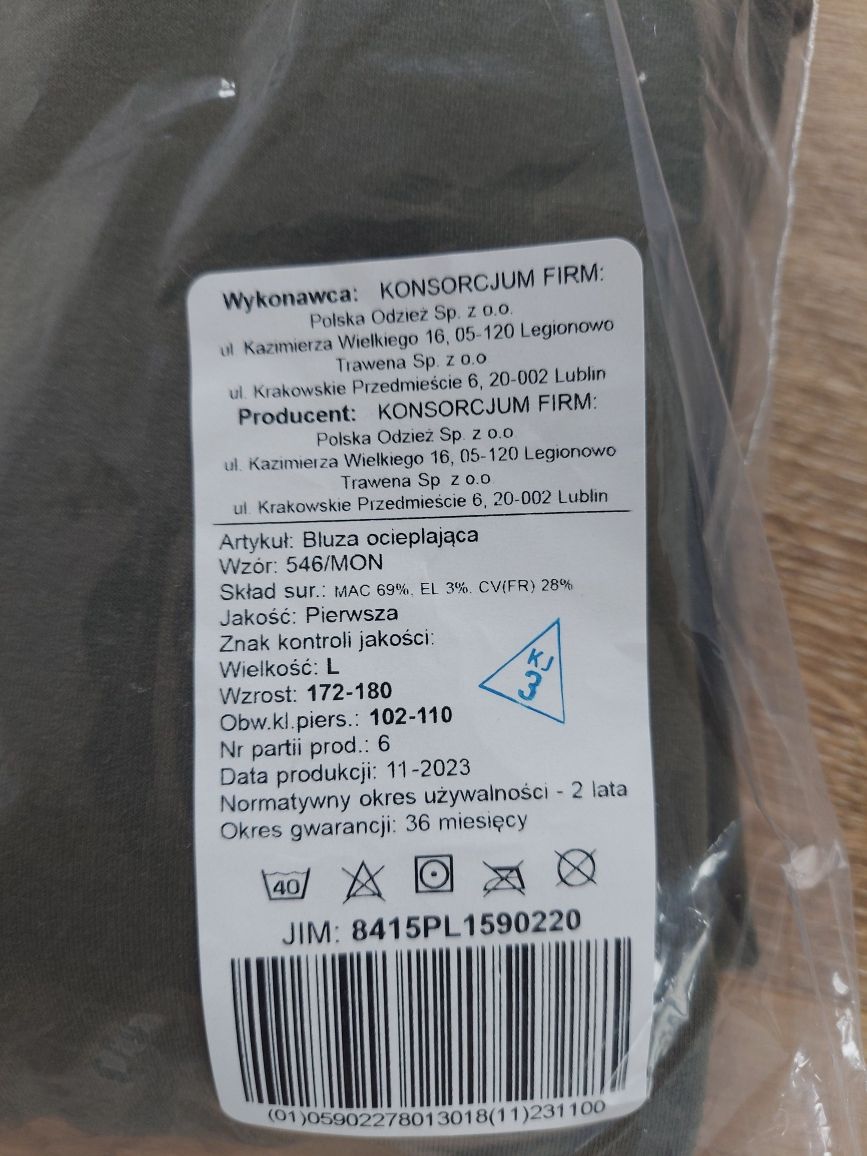 Wykonawca: KONSORCJUM FIRM:
Polska Odzież Sp. z o.o.
ul. Kazimierza Wielkiego 16, 05-120 Legionowo
Trawena Sp. z o.o
ul. Krakowskie Przedmieście 6, 20-002 Lublin
Producent: KONSORCJUM FIRM:
Polska Odzież Sp. z o.o
ul. Kazimierza Wielkiego 16, 05-120 Legionowo
Trawena Sp z o.o
ul. Krakowskie Przedmieście 6, 20-002 Lublin
Artykuł: Bluza ocieplająca
Wzór: 546/MON
Skład sur.: MAC 69%, EL 3%, CV(FR) 28%
Jakość: Pierwsza
Znak kontroli jakości:
KJ
3
Wielkość: L
Wzrost: 172-180
Obw.kl.piers.: 102-110
Nr partii prod.: 6
Data produkcji: 11-2023
Normatywny okres używalności - 2 lata
Okres gwarancji: 36 miesięcy
40
JIM: 8415PL1590220
(01)05902278013018(11)231100